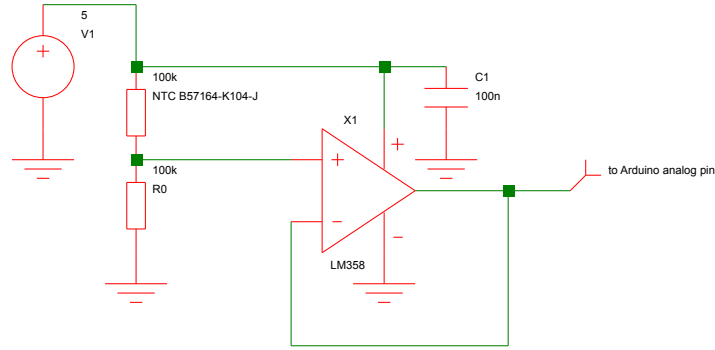 5
V1
100k
NTC B57164-K104-J
C1
100n
X1
100k
R0
LM358
to Arduino analog pin